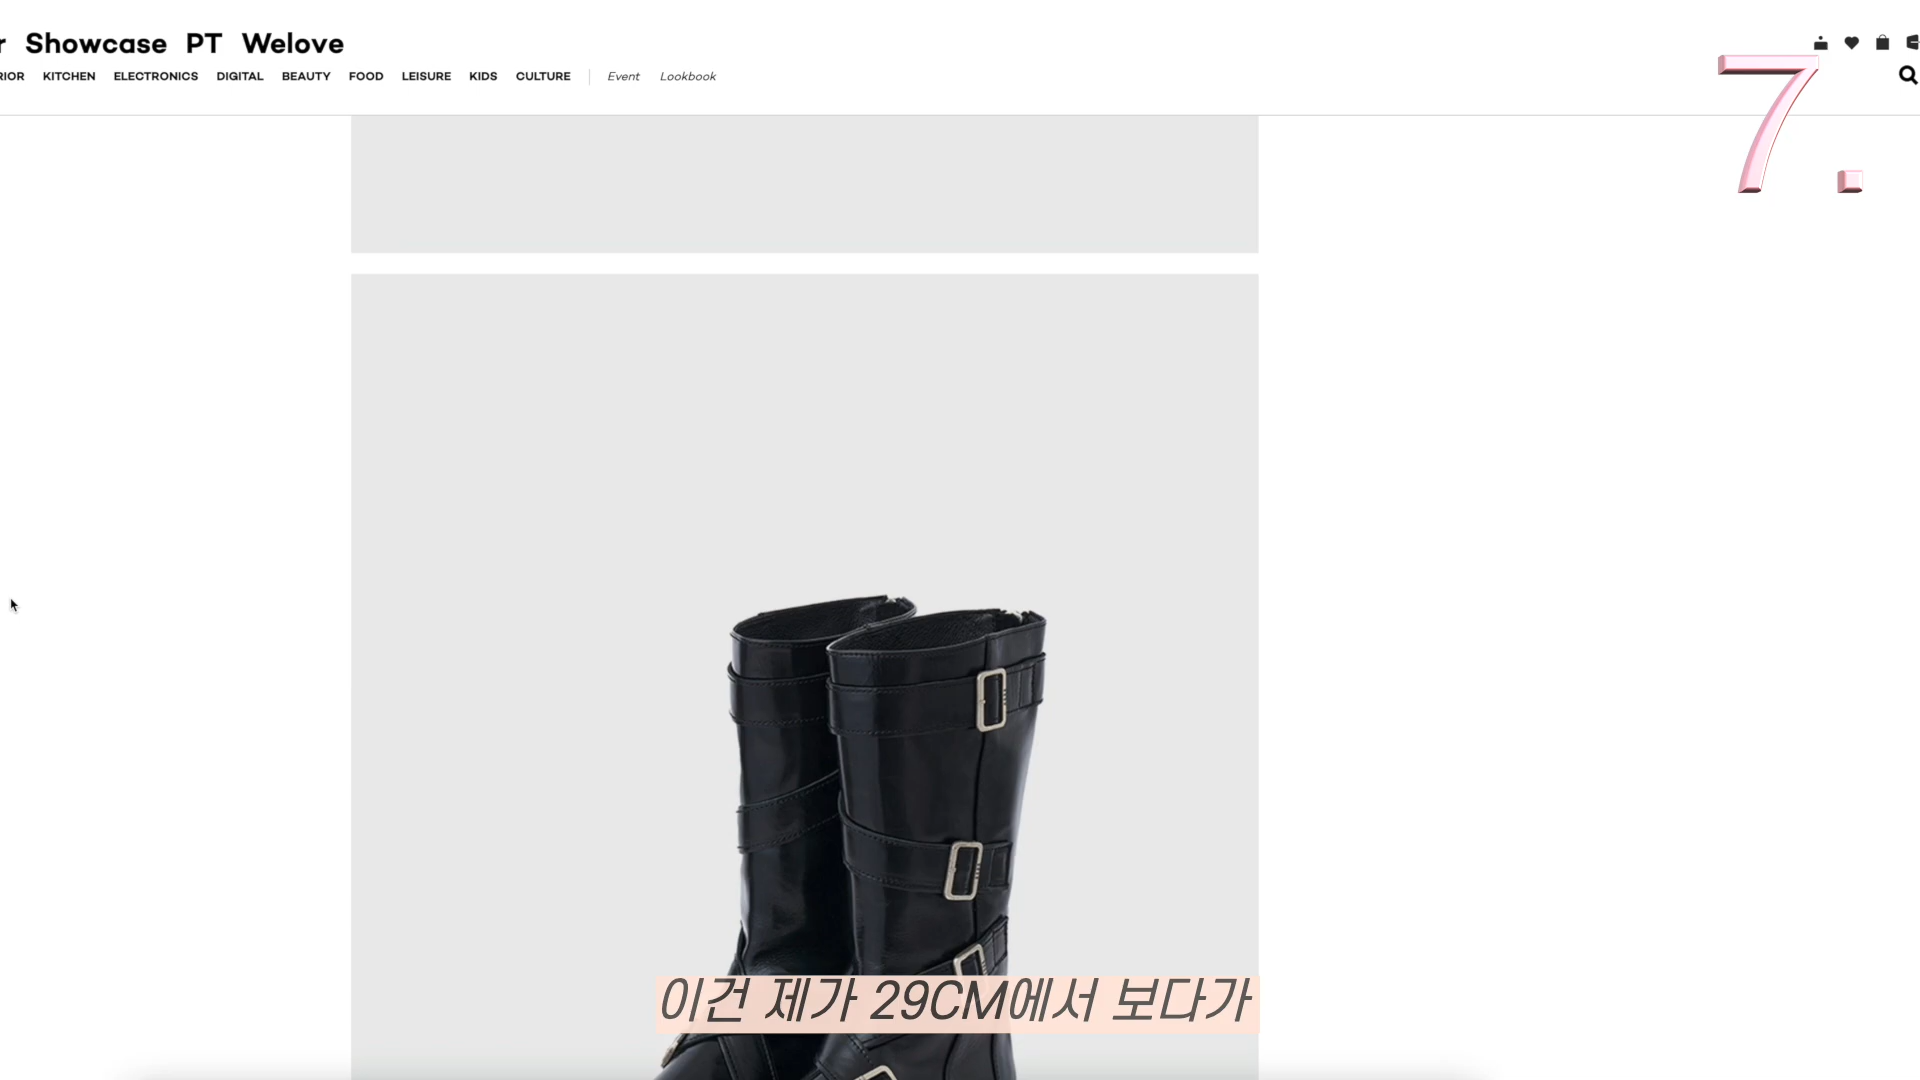 Showcase PT Welove
KITCHEN ELECTRONICS DIGITAL BEAUTY FOOD LEISURE KIDS CULTURE Event Lookbook
7.
이건 제가 29CM에서 보다가